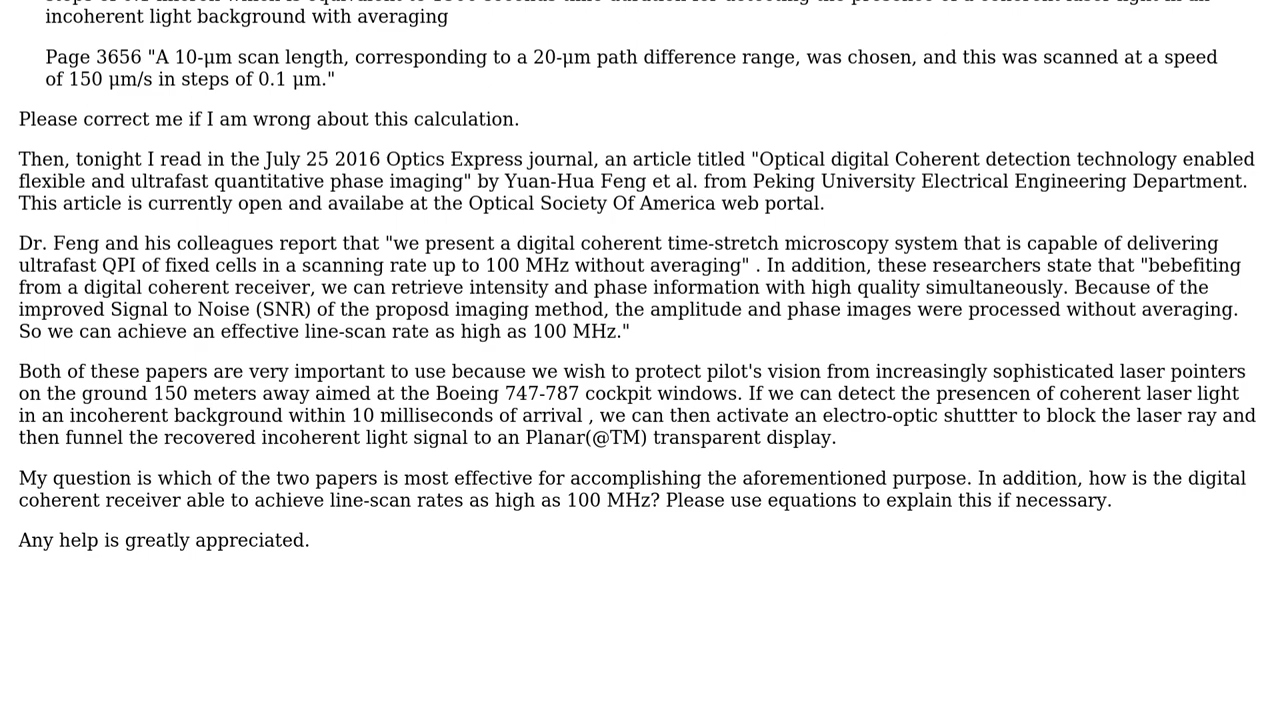 incoherent light background with averaging
Page 3656 "A 10-μm scan length, corresponding to a 20-μm path difference range, was chosen, and this was scanned at a speed
of 150 μm/s in steps of 0.1 μm."
Please correct me if I am wrong about this calculation.
Then, tonight I read in the July 25 2016 Optics Express journal, an article titled "Optical digital Coherent detection technology enabled
flexible and ultrafast quantitative phase imaging" by Yuan-Hua Feng et al. from Peking University Electrical Engineering Department.
This article is currently open and availabe at the Optical Society Of America web portal.
Dr. Feng and his colleagues report that "we present a digital coherent time-stretch microscopy system that is capable of delivering
ultrafast QPI of fixed cells in a scanning rate up to 100 MHz without averaging" . In addition, these researchers state that "bebefiting
from a digital coherent receiver, we can retrieve intensity and phase information with high quality simultaneously. Because of the
improved Signal to Noise (SNR) of the proposd imaging method, the amplitude and phase images were processed without averaging.
So we can achieve an effective line-scan rate as high as 100 MHz."
Both of these papers are very important to use because we wish to protect pilot's vision from increasingly sophisticated laser pointers
on the ground 150 meters away aimed at the Boeing 747-787 cockpit windows. If we can detect the presencen of coherent laser light
in an incoherent background within 10 milliseconds of arrival , we can then activate an electro-optic shuttter to block the laser ray and
then funnel the recovered incoherent light signal to an Planar(@TM) transparent display.
My question is which of the two papers is most effective for accomplishing the aforementioned purpose. In addition, how is the digital
coherent receiver able to achieve line-scan rates as high as 100 MHz? Please use equations to explain this if necessary.
Any help is greatly appreciated.